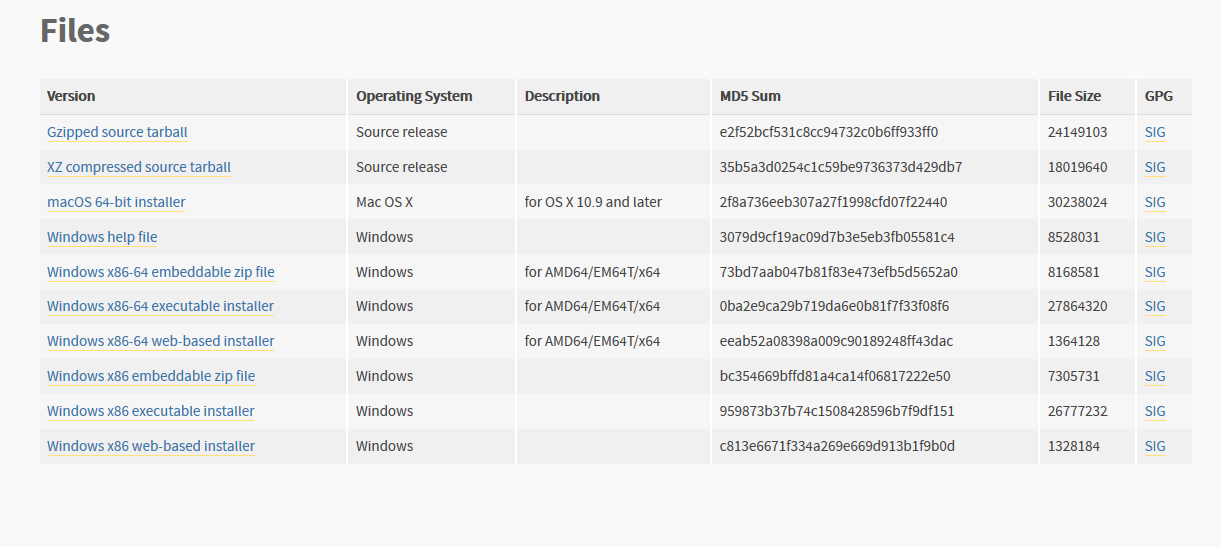 Files
Version Operating System Description MD5 Sum File Size GPG
Gzipped source tarball Source release e2f52bcf531c8cc94732c0b6ff933ff0 24149103 SIG
XZ compressed source tarball Source release 35b5a3d0254c1c59be9736373d429db7 18019640 SIG
macOS 64-bit installer Mac OS X for OS X 10.9 and later 2f8a736eeb307a27f1998cfd07f22440 30238024 SIG
Windows help file Windows 3079d9cf19ac09d7b3e5eb3fb05581c4 8528031 SIG
Windows x86-64 embeddable zip file Windows for AMD64/EM64T/x64 73bd7aab047b81f83e473efb5d5652a0 8168581 SIG
Windows x86-64 executable installer Windows for AMD64/EM64T/x64 0ba2e9ca29b719da6e0b81f7f33f08f6 27864320 SIG
Windows x86-64 web-based installer Windows for AMD64/EM64T/x64 eeab52a08398a009c90189248ff43dac 1364128 SIG
Windows x86 embeddable zip file Windows bc354669bffd81a4ca14f06817222e50 7305731 SIG
Windows x86 executable installer Windows 959873b37b74c1508428596b7f9df151 26777232 SIG
Windows x86 web-based installer Windows c813e6671f334a269e669d913b1f9b0d 1328184 SIG